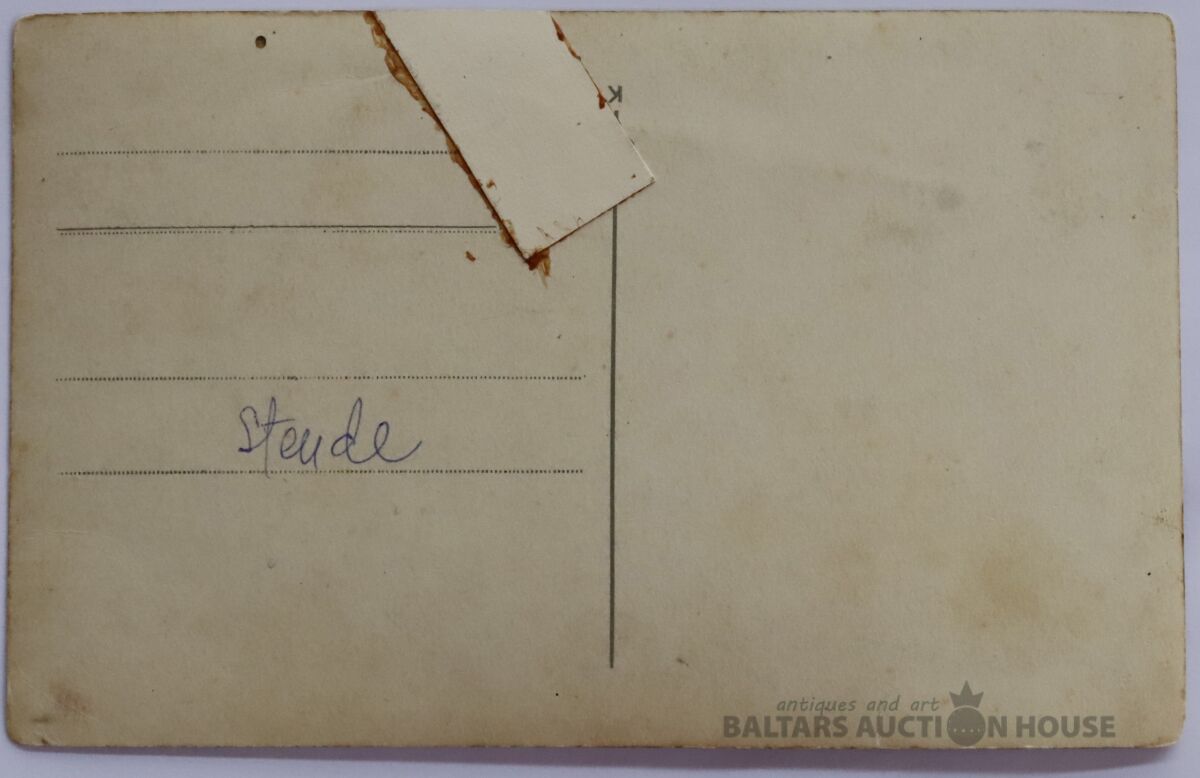 K
Stende
antiques and art
BALTARS AUCTION HOUSE